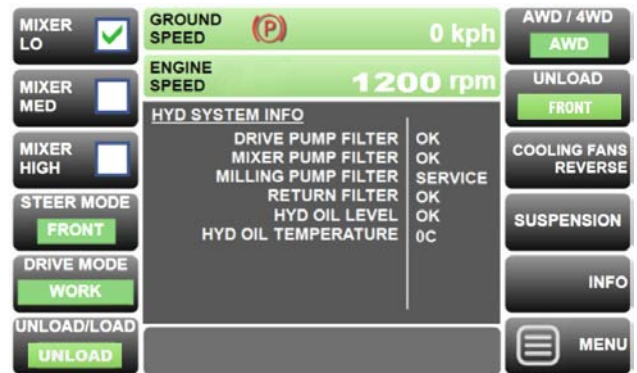 MIXER
LO
MIXER
MED
MIXER
HIGH
STEER MODE
FRONT
DRIVE MODE
WORK
UNLOAD/LOAD
UNLOAD
GROUND
SPEED
(P)
0 kph
ENGINE
SPEED
1200 rpm
HYD SYSTEM INFO
DRIVE PUMP FILTER OK
MIXER PUMP FILTER OK
MILLING PUMP FILTER SERVICE
RETURN FILTER OK
HYD OIL LEVEL OK
HYD OIL TEMPERATURE 0C
AWD / 4WD
AWD
UNLOAD
FRONT
COOLING FANS
REVERSE
SUSPENSION
INFO
MENU